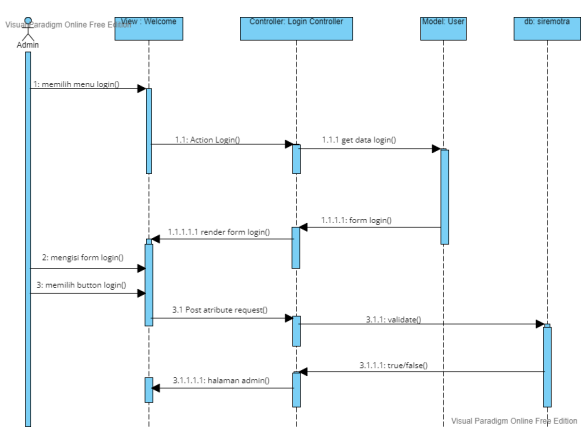 Visual Paradigm Online Free Edition
View : Welcome
Controller: Login Controller
Model: User
db: siremotra
Admin
1: memilih menu login()
1.1: Action Login()
1.1.1 get data login()
1.1.1.1: form login()
1.1.1.1.1 render form login()
2: mengisi form login()
3: memilih button login()
3.1 Post atribute request()
3.1.1: validate()
3.1.1.1: true/false()
3.1.1.1.1: halaman admin()
Visual Paradigm Online Free Edition